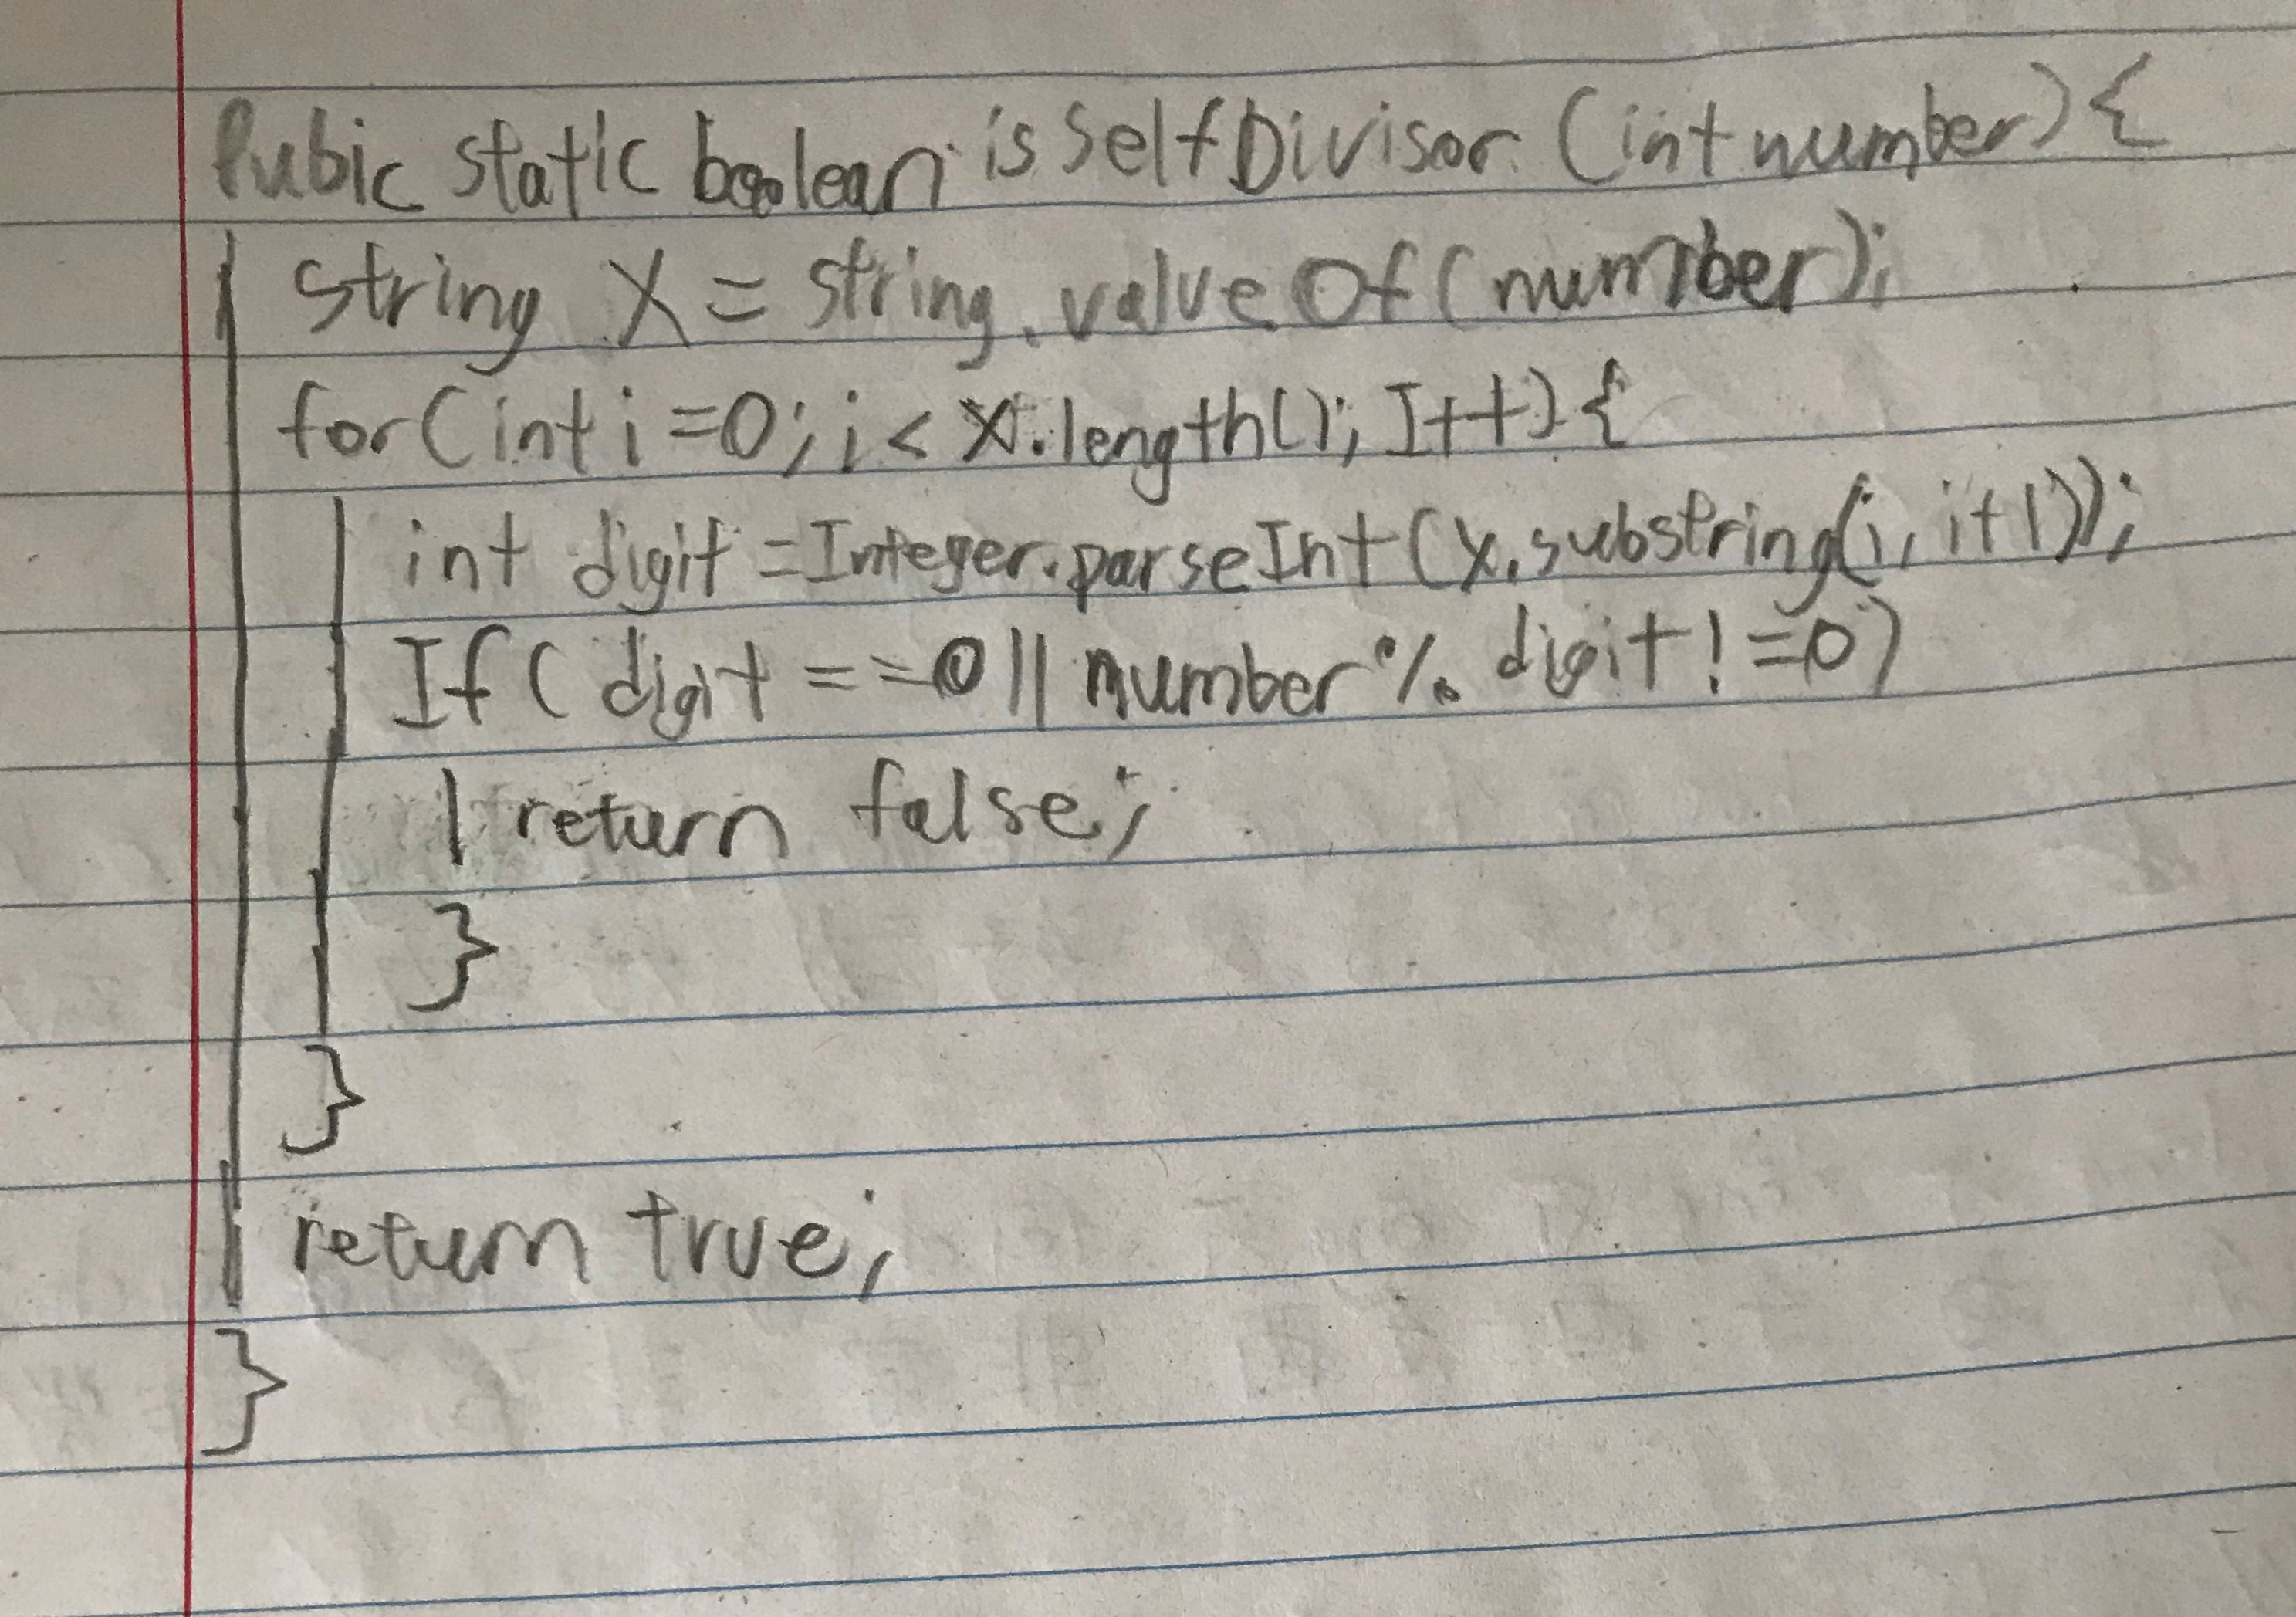 Pubic static boolean isSelfDivisor (int number) {
string X = string.valueOf(number);
for(int i=0; i < X.length(); I++) {
int digit = Integer.parseInt(x.substring(i, i+1));
If( digit ==0 || number % digit !=0)
return false;
}
}
return true;
}